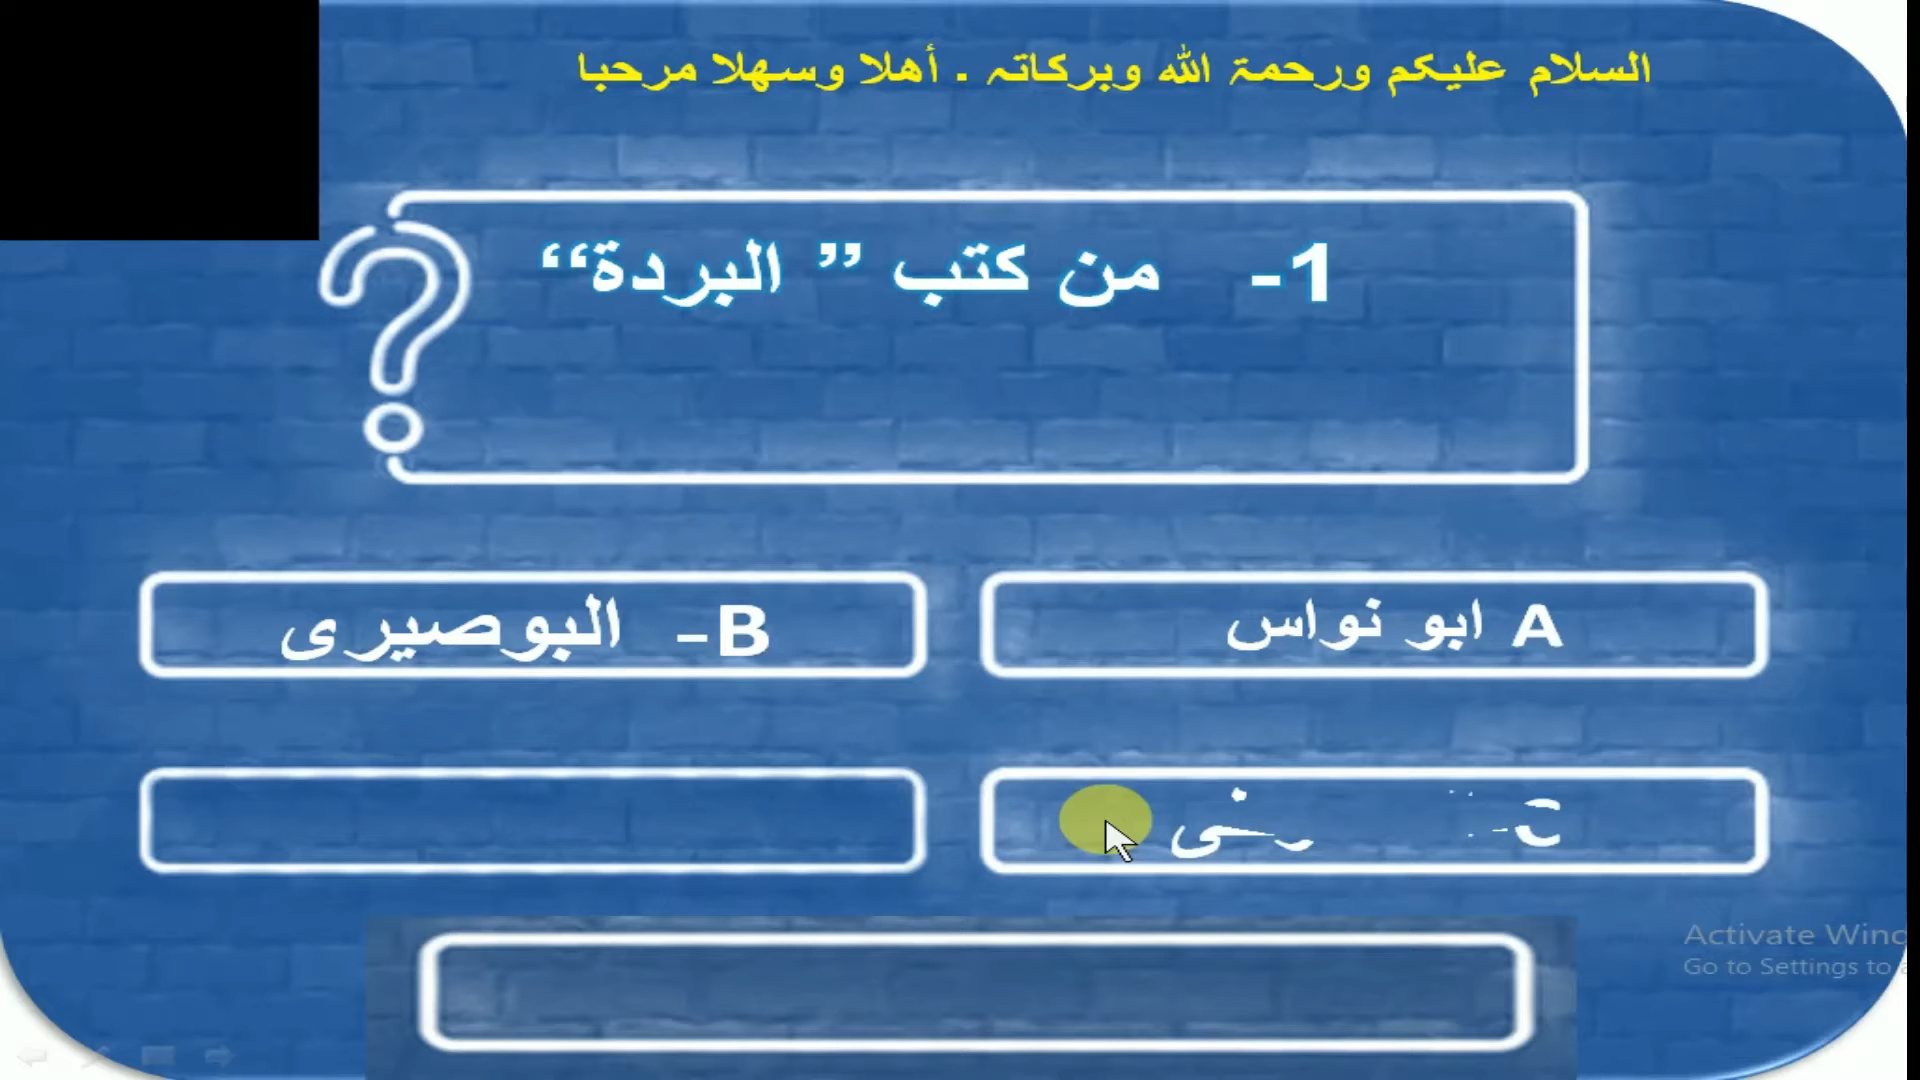 السلام عليكم ورحمة الله وبركاته . أهلا وسهلا مرحبا
1- من كتب ” البردة“
A ابو نواس
B- البوصيرى
C-
Activate Wind
Go to Settings to a